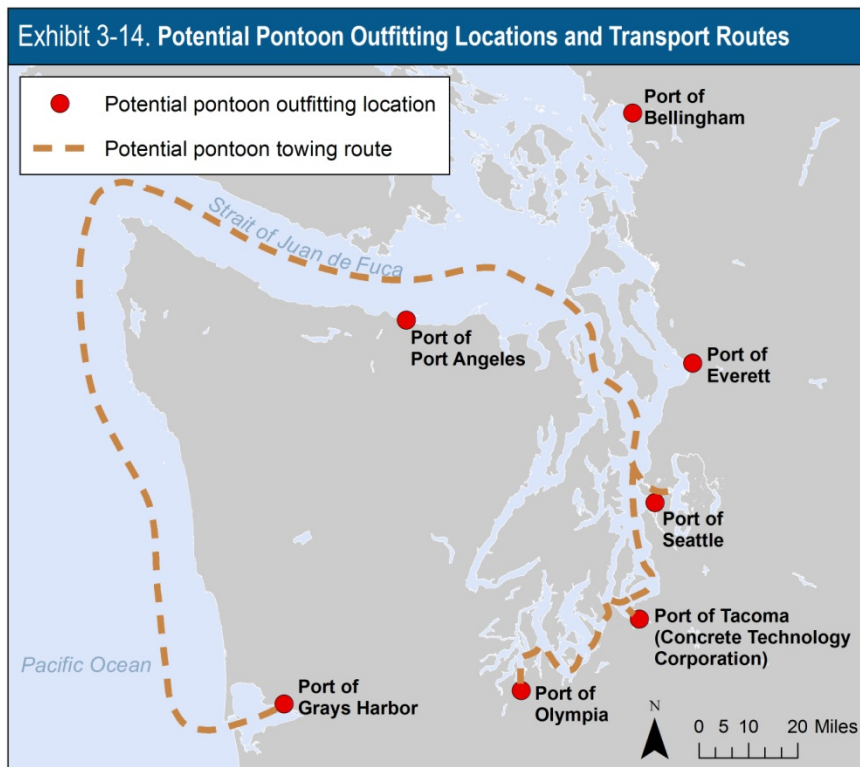 Exhibit 3-14. Potential Pontoon Outfitting Locations and Transport Routes
Potential pontoon outfitting location
Potential pontoon towing route
Port of
Bellingham
Strait of Juan de Fuca
Port of
Port Angeles
Port of
Everett
Port of
Seattle
Port of Tacoma
(Concrete Technology
Corporation)
Pacific Ocean
Port of
Grays Harbor
Port of
Olympia
N
0 5 10 20 Miles